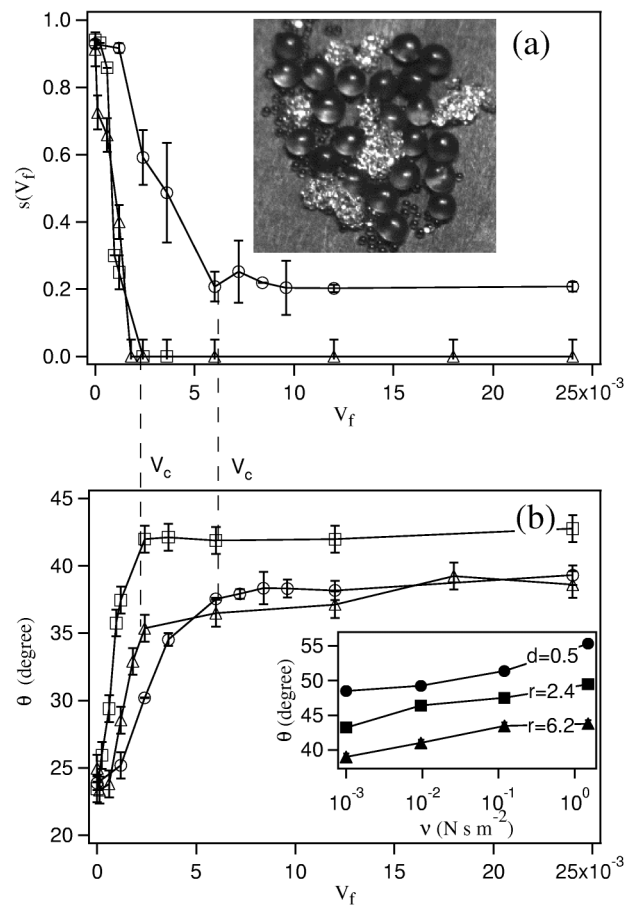 (a)
1.0
0.8
0.6
0.4
0.2
0.0
s(V_f)
0
5
10
15
20
25x10^-3
V_f
V_c
V_c
(b)
45
40
35
30
25
20
θ (degree)
55
50
45
40
θ (degree)
d=0.5
r=2.4
r=6.2
10^-3
10^-2
10^-1
10^0
ν (N s m^-2)
0
5
10
15
20
25x10^-3
V_f